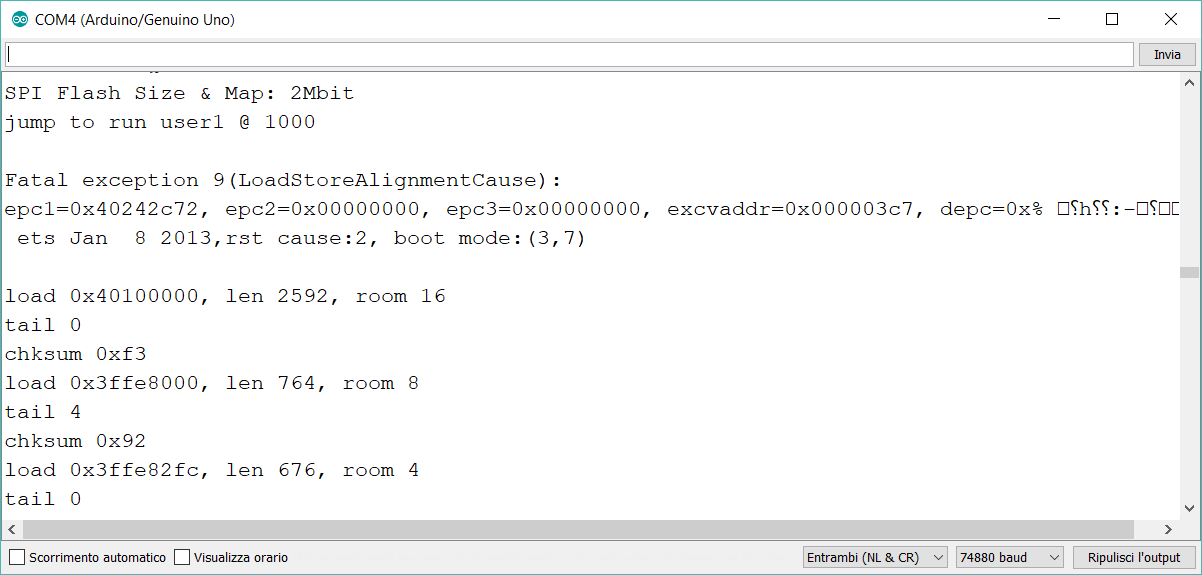 COM4 (Arduino/Genuino Uno)
Invia
SPI Flash Size & Map: 2Mbit
jump to run user1 @ 1000
Fatal exception 9(LoadStoreAlignmentCause):
epc1=0x40242c72, epc2=0x00000000, epc3=0x00000000, excvaddr=0x000003c7, depc=0x% □⸮h⸮⸮:–□⸮□□
ets Jan  8 2013,rst cause:2, boot mode:(3,7)
load 0x40100000, len 2592, room 16
tail 0
chksum 0xf3
load 0x3ffe8000, len 764, room 8
tail 4
chksum 0x92
load 0x3ffe82fc, len 676, room 4
tail 0
Scorrimento automatico Visualizza orario Entrambi (NL & CR) 74880 baud Ripulisci l'output